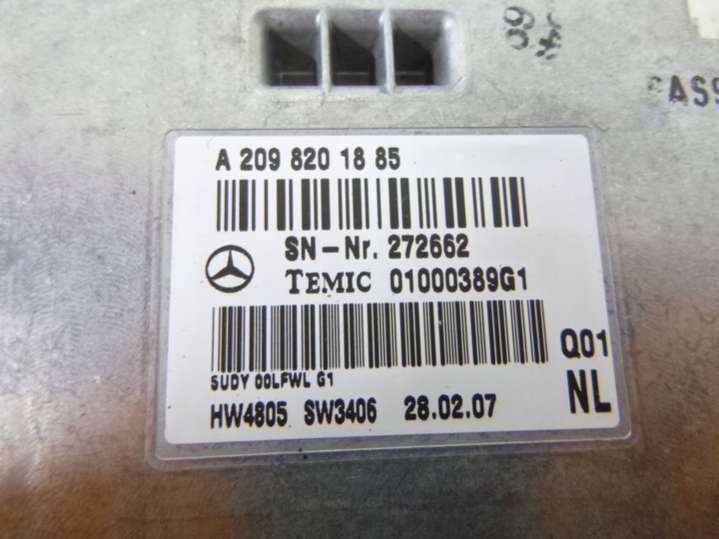 A 209 820 18 85
SN-Nr. 272662
TEMIC 01000389G1
Q01
5UDY 00LFWL G1
NL
HW4805 SW3406 28.02.07